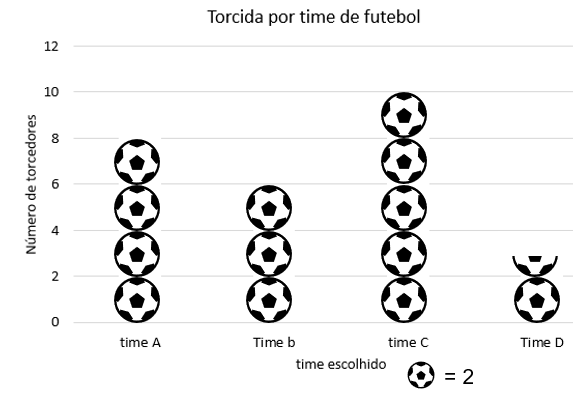 Torcida por time de futebol
Número de torcedores
12
10
8
6
4
2
0
time A Time b time C Time D
time escolhido
= 2